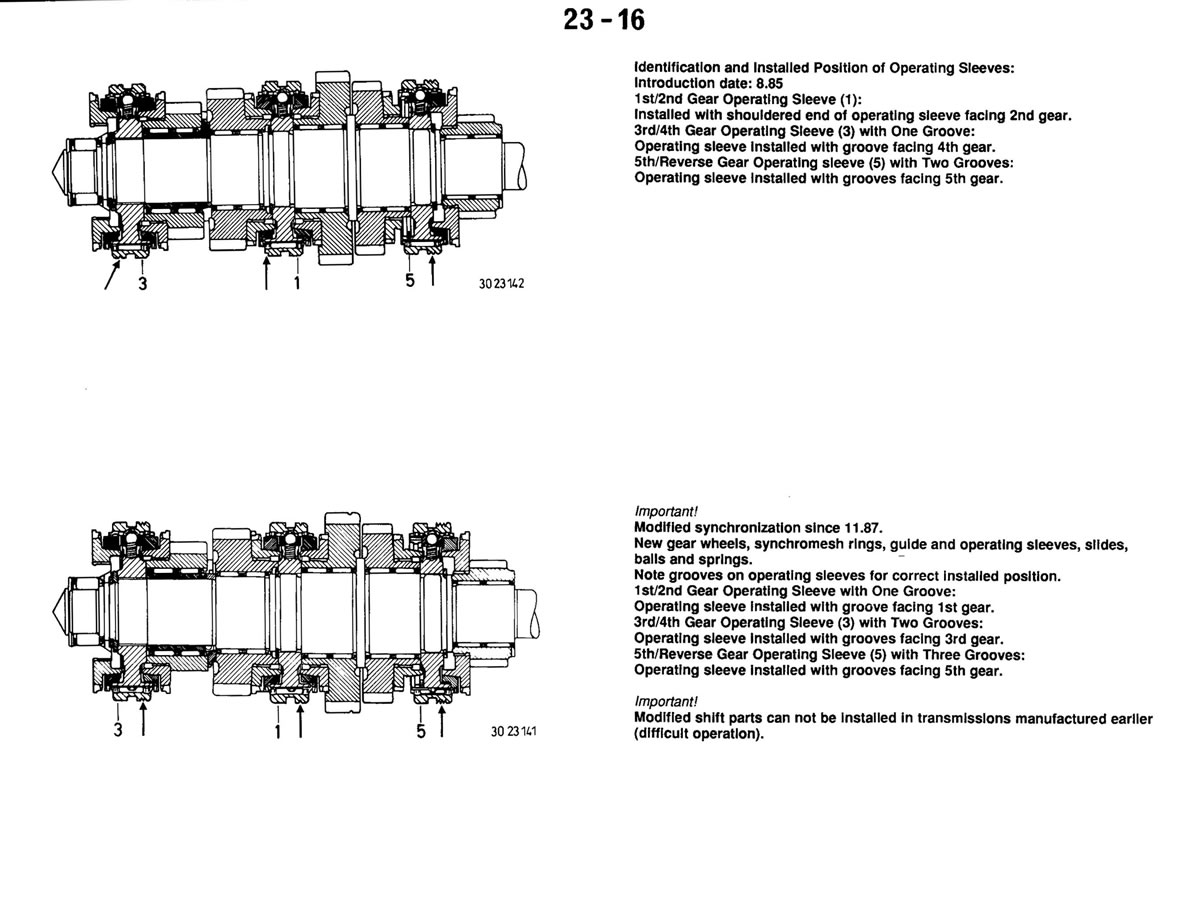 23 - 16
Identification and Installed Position of Operating Sleeves:
Introduction date: 8.85
1st/2nd Gear Operating Sleeve (1):
Installed with shouldered end of operating sleeve facing 2nd gear.
3rd/4th Gear Operating Sleeve (3) with One Groove:
Operating sleeve installed with groove facing 4th gear.
5th/Reverse Gear Operating sleeve (5) with Two Grooves:
Operating sleeve installed with grooves facing 5th gear.
3 1 5
30 23 142
Important!
Modified synchronization since 11.87.
New gear wheels, synchromesh rings, guide and operating sleeves, slides,
balls and springs.
Note grooves on operating sleeves for correct installed position.
1st/2nd Gear Operating Sleeve with One Groove:
Operating sleeve installed with groove facing 1st gear.
3rd/4th Gear Operating Sleeve (3) with Two Grooves:
Operating sleeve installed with grooves facing 3rd gear.
5th/Reverse Gear Operating Sleeve (5) with Three Grooves:
Operating sleeve installed with grooves facing 5th gear.
Important!
Modified shift parts can not be installed in transmissions manufactured earlier
(difficult operation).
3 1 5
30 23 141